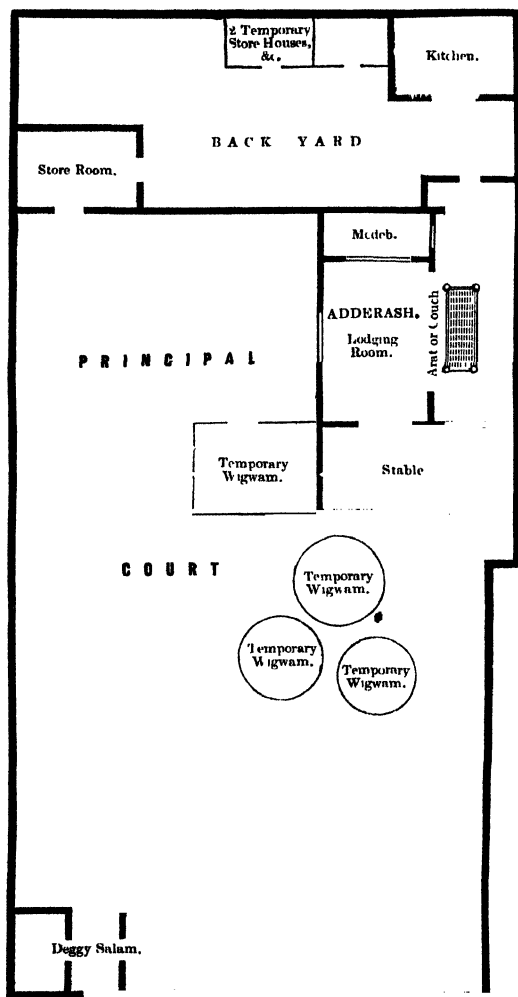 2 Temporary
Store Houses,
&c.
Kitchen.
BACK YARD
Store Room.
Medeb.
ADDERASH.
Lodging
Room.
Arat or Couch
PRINCIPAL
Temporary
Wigwam.
Stable
COURT
Temporary
Wigwam.
Temporary
Wigwam.
Temporary
Wigwam.
Deggy Salam.